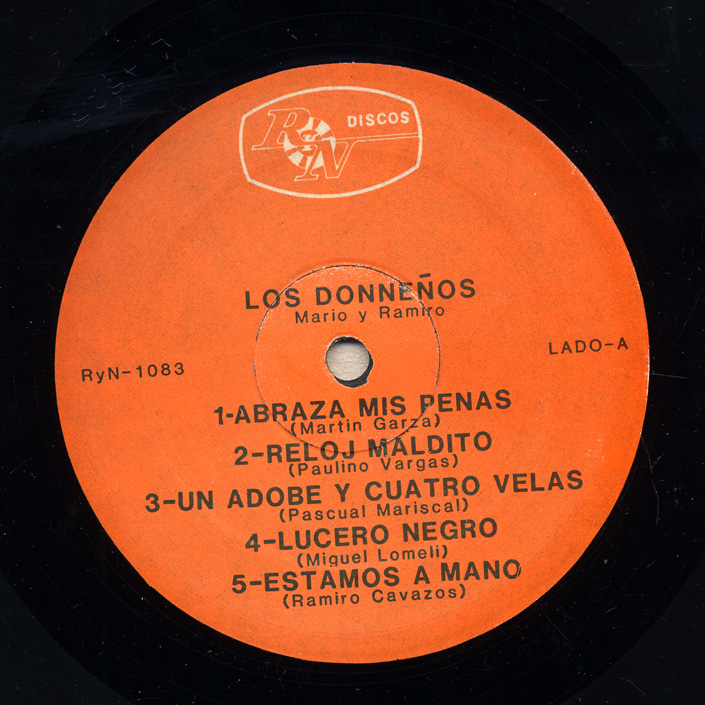 RyN DISCOS
LOS DONNEÑOS
Mario y Ramiro
RyN-1083
LADO-A
1-ABRAZA MIS PENAS
(Martin Garza)
2-RELOJ MALDITO
(Paulino Vargas)
3-UN ADOBE Y CUATRO VELAS
(Pascual Mariscal)
4-LUCERO NEGRO
(Miguel Lomeli)
5-ESTAMOS A MANO
(Ramiro Cavazos)